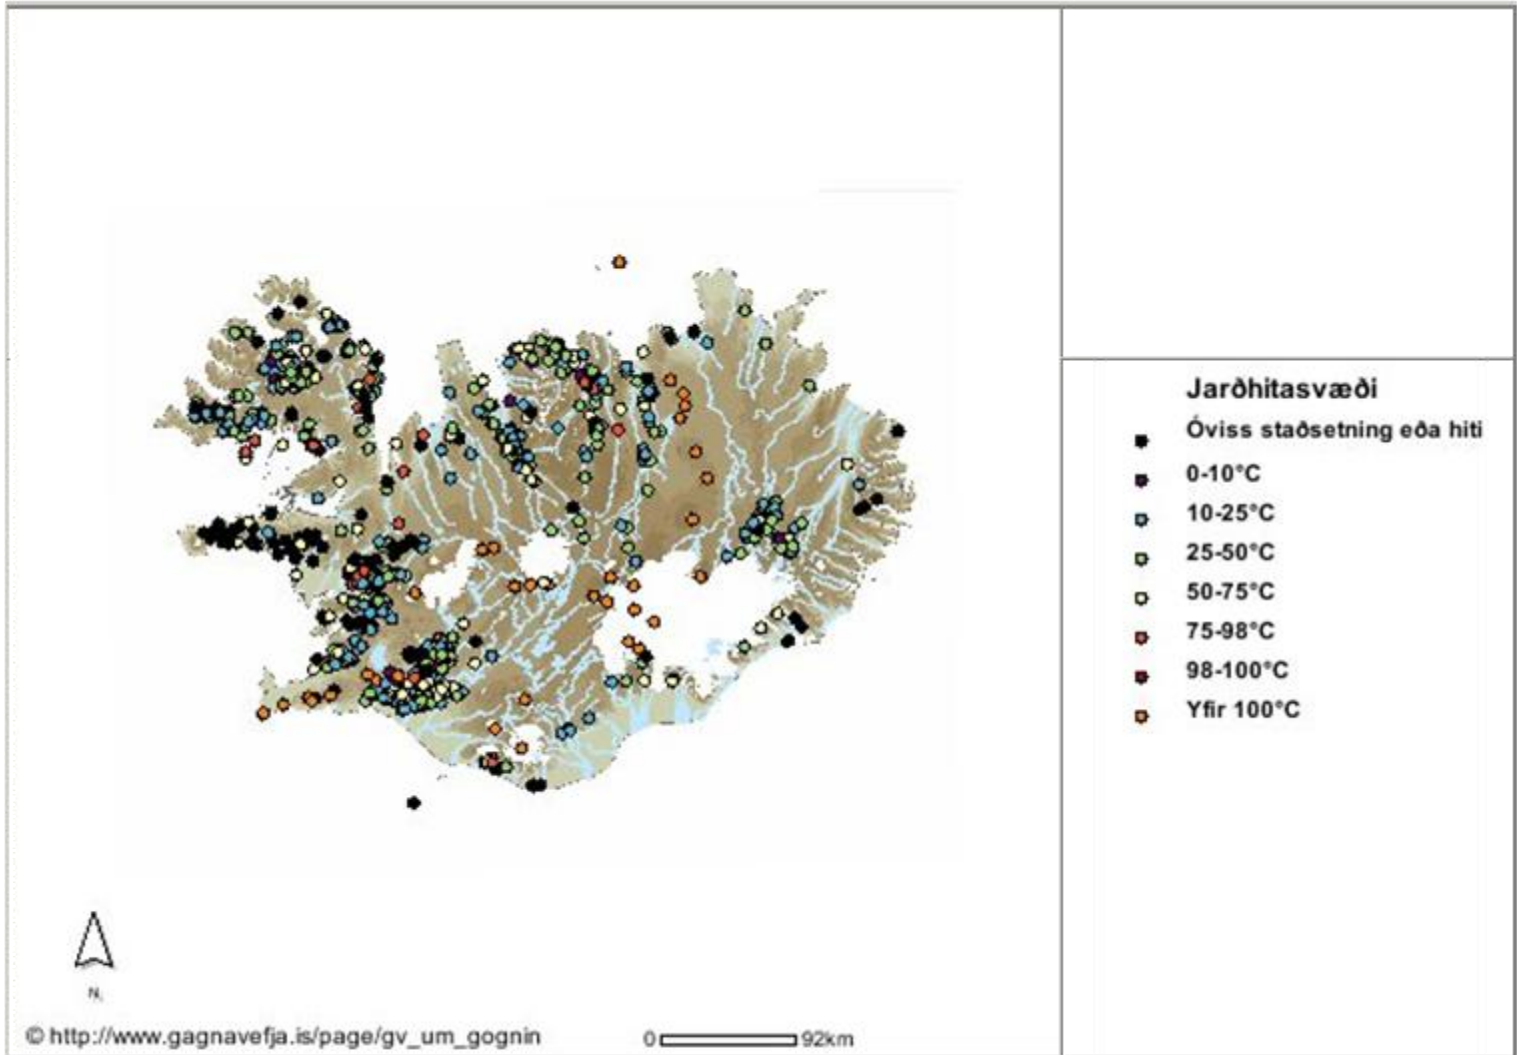 Jarðhitasvæði
Óviss staðsetning eða hiti
0-10°C
10-25°C
25-50°C
50-75°C
75-98°C
98-100°C
Yfir 100°C
N
© http://www.gagnavefja.is/page/gv_um_gognin
0 92km